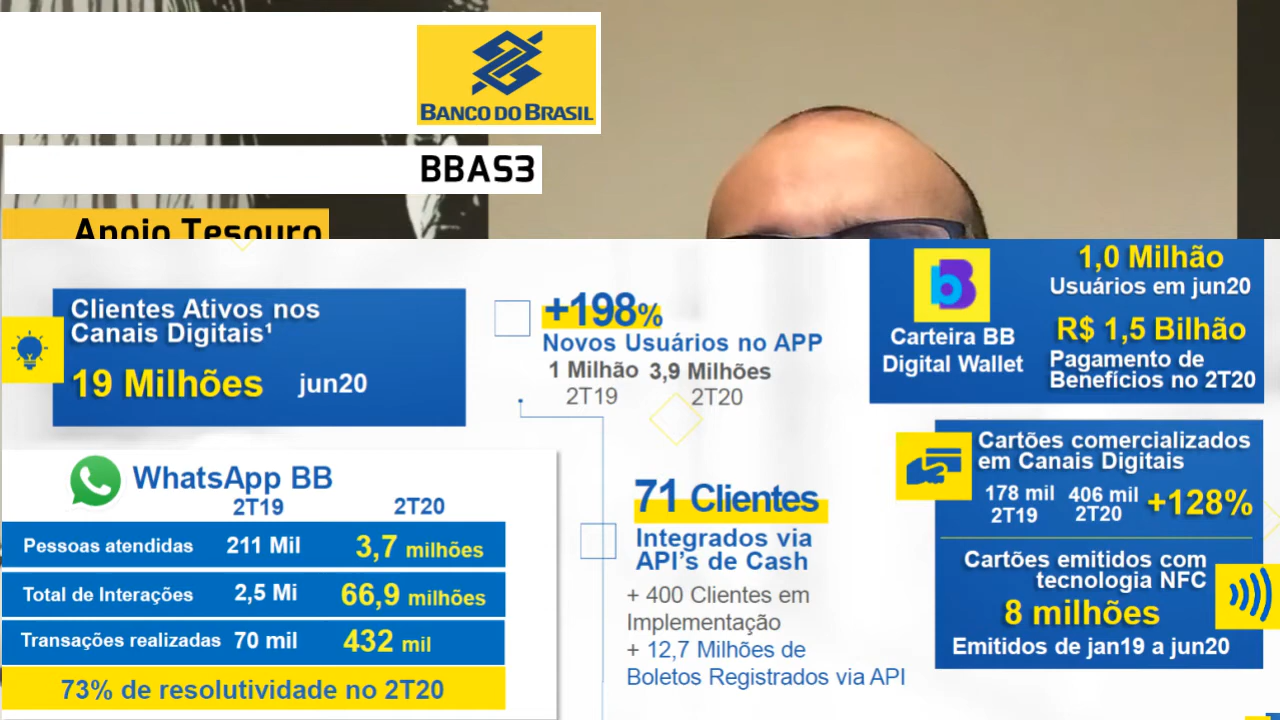 BANCO DO BRASIL
BBAS3
Apoio Tesouro
Clientes Ativos nos
Canais Digitais¹
19 Milhões jun20
+198%
Novos Usuários no APP
1 Milhão 3,9 Milhões
2T19 2T20
bB
Carteira BB
Digital Wallet
1,0 Milhão
Usuários em jun20
R$ 1,5 Bilhão
Pagamento de
Benefícios no 2T20
WhatsApp BB
2T19 2T20
Pessoas atendidas 211 Mil 3,7 milhões
Total de Interações 2,5 Mi 66,9 milhões
Transações realizadas 70 mil 432 mil
73% de resolutividade no 2T20
71 Clientes
Integrados via
API's de Cash
+ 400 Clientes em
Implementação
+ 12,7 Milhões de
Boletos Registrados via API
Cartões comercializados
em Canais Digitais
178 mil 406 mil +128%
2T19 2T20
Cartões emitidos com
tecnologia NFC
8 milhões
Emitidos de jan19 a jun20